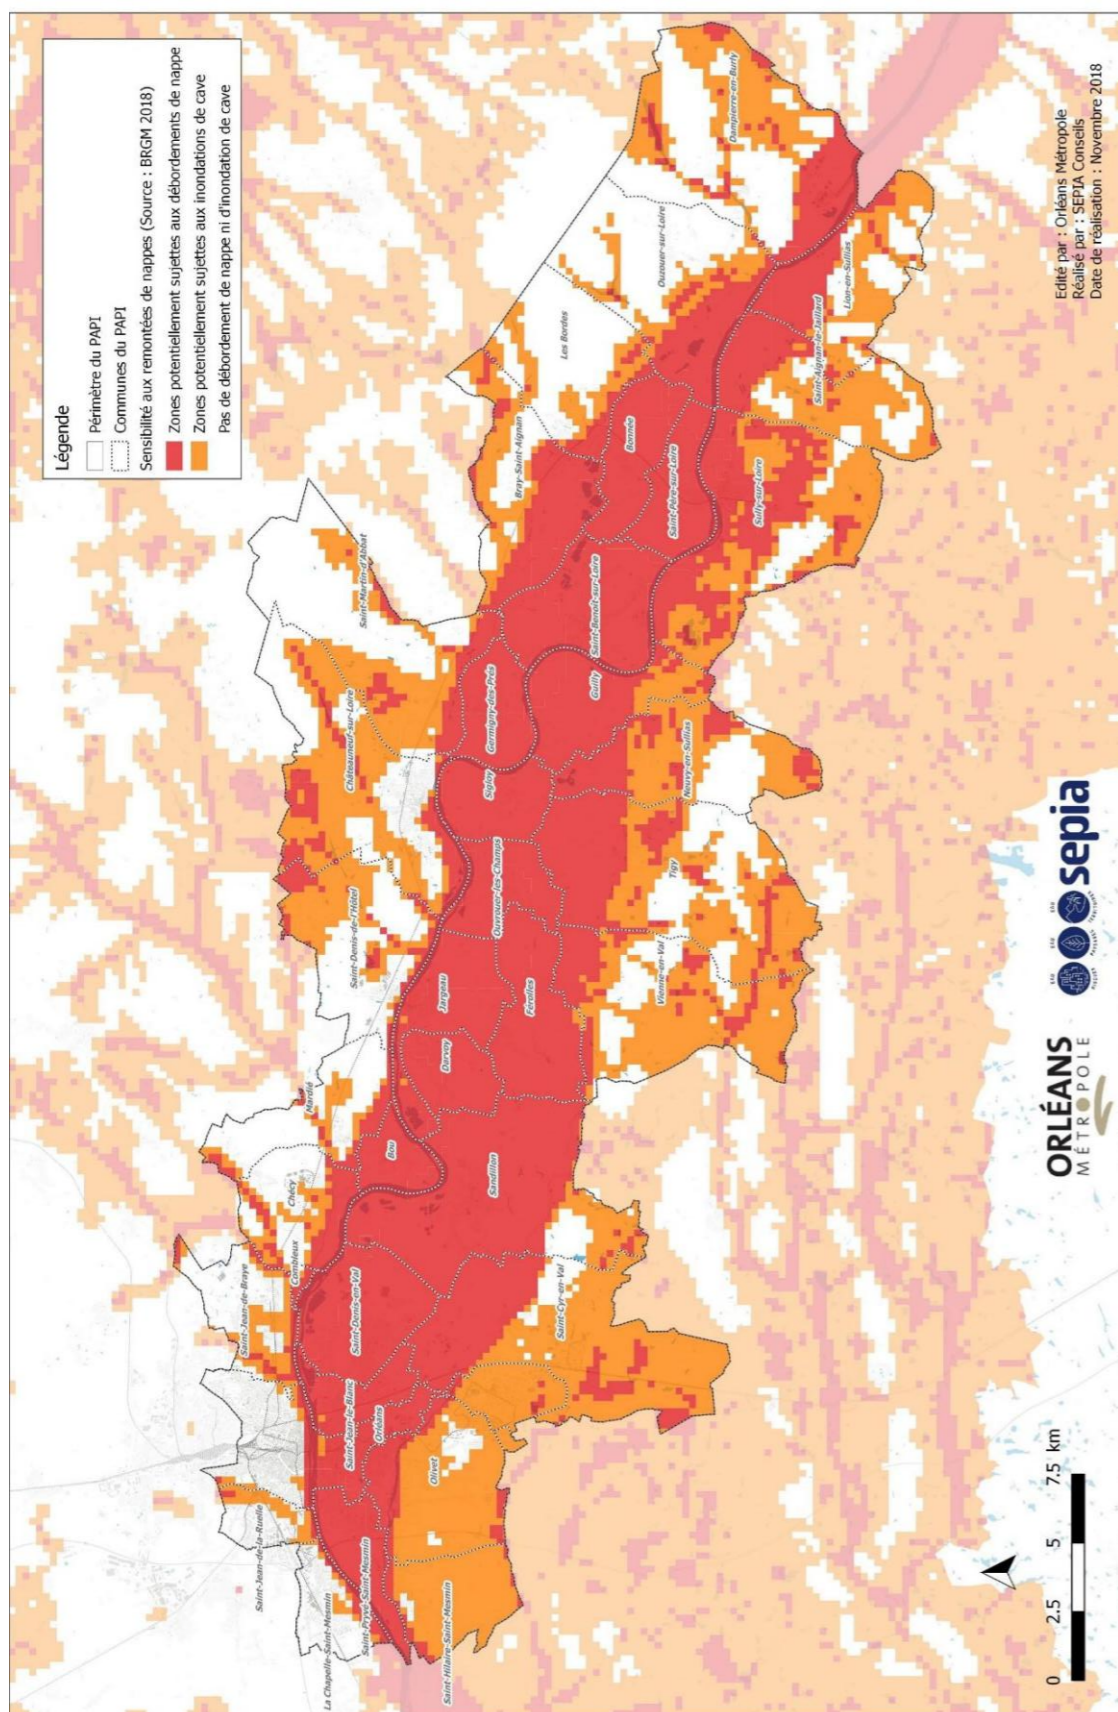 Légende
Périmètre du PAPI
Communes du PAPI
Sensibilité aux remontées de nappes (Source : BRGM 2018)
Zones potentiellement sujettes aux débordements de nappe
Zones potentiellement sujettes aux inondations de cave
Pas de débordement de nappe ni d'inondation de cave
La Chapelle-Saint-Mesmin
Saint-Jean-de-la-Ruelle
Saint-Pryvé-Saint-Mesmin
Saint-Hilaire-Saint-Mesmin
Olivet
Orléans
Saint-Jean-le-Blanc
Saint-Jean-de-Braye
Saint-Denis-en-Val
Combleux
Saint-Cyr-en-Val
Chécy
Mardié
Bou
Sandillon
Darvoy
Jargeau
Férolles
Saint-Denis-de-l'Hôtel
Ouvrouer-les-Champs
Vienne-en-Val
Tigy
Châteauneuf-sur-Loire
Sigloy
Germigny-des-Prés
Neuvy-en-Sullias
Saint-Martin-d'Abbat
Guilly
Saint-Benoît-sur-Loire
Bray-Saint-Aignan
Bonnée
Saint-Père-sur-Loire
Sully-sur-Loire
Les Bordes
Ouzouer-sur-Loire
Saint-Aignan-le-Jaillard
Lion-en-Sullias
Dampierre-en-Burly
0 2.5 5 7.5 km
ORLÉANS
MÉTROPOLE
sepia
Edité par : Orléans Métropole
Réalisé par : SEPIA Conseils
Date de réalisation : Novembre 2018